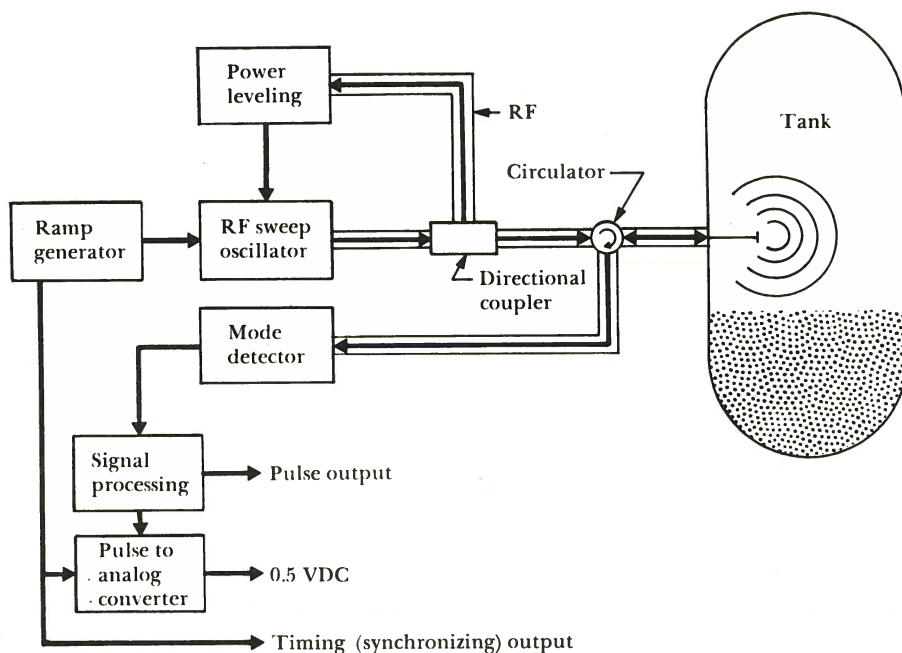 Power
leveling
RF
Tank
Circulator
Ramp
generator
RF sweep
oscillator
Directional
coupler
Mode
detector
Signal
processing
Pulse output
Pulse to
analog
converter
0.5 VDC
Timing (synchronizing) output